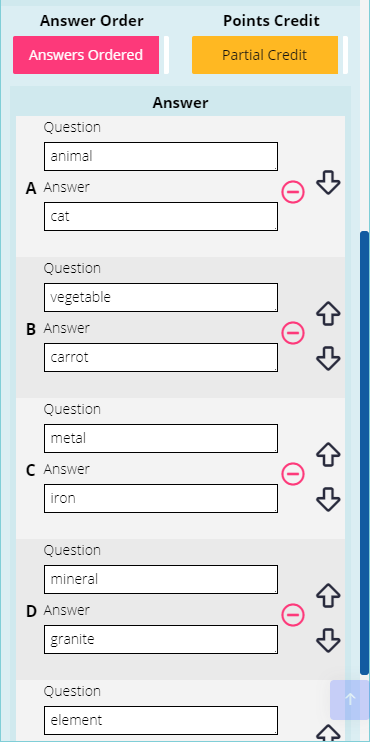 Answer Order Points Credit
Answers Ordered Partial Credit
Answer
Question
animal
A Answer
cat
Question
vegetable
B Answer
carrot
Question
metal
C Answer
iron
Question
mineral
D Answer
granite
Question
element